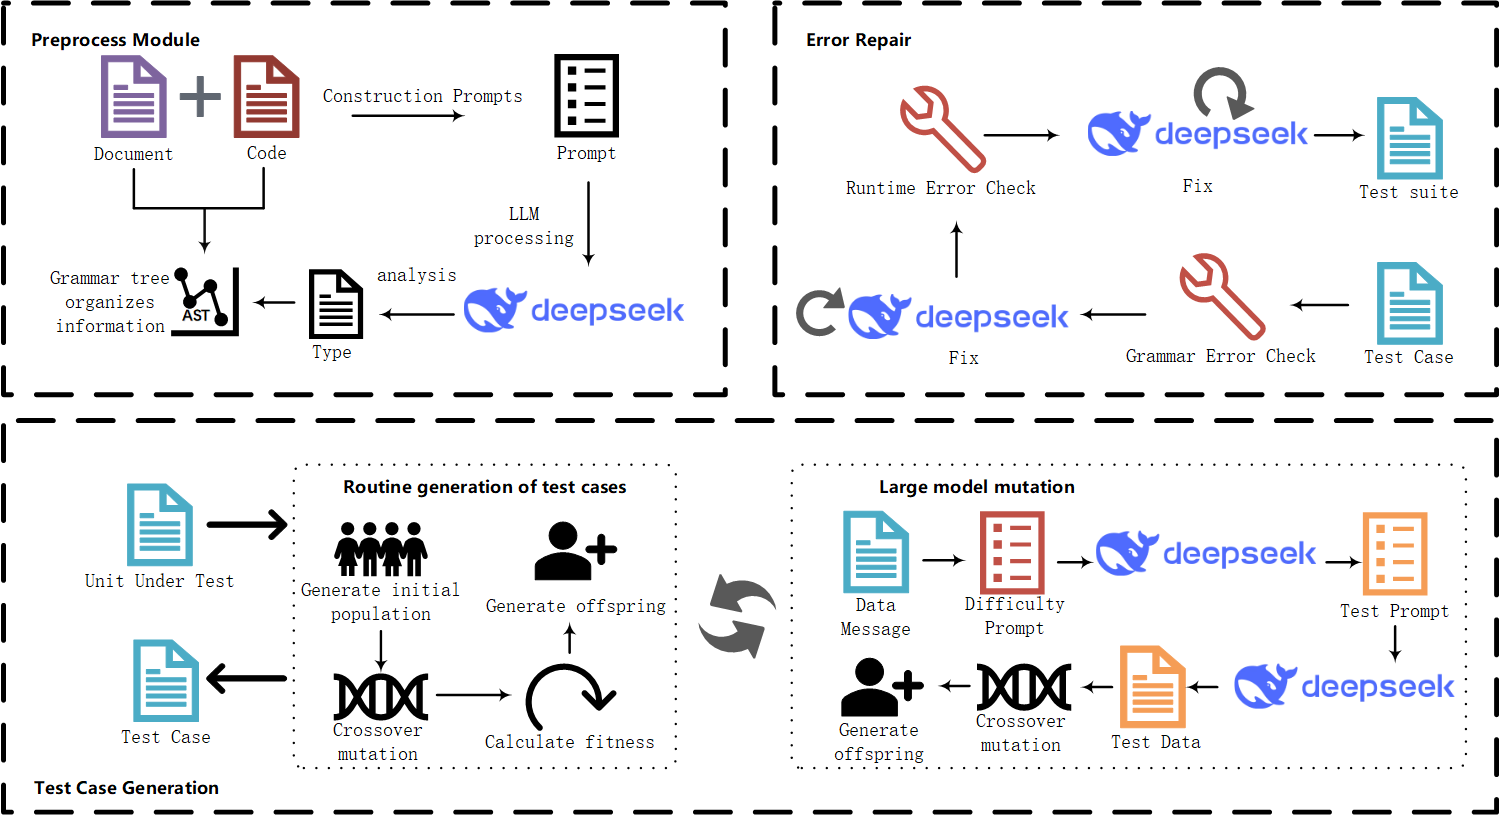 Preprocess Module
Document
Code
Construction Prompts
Prompt
LLM
processing
deepseek
analysis
Type
AST
Grammar tree
organizes
information
Error Repair
Runtime Error Check
deepseek
Fix
Test suite
deepseek
Fix
Grammar Error Check
Test Case
Unit Under Test
Test Case
Routine generation of test cases
Generate initial
population
Generate offspring
Crossover
mutation
Calculate fitness
Large model mutation
Data
Message
Difficulty
Prompt
deepseek
Test Prompt
Generate
offspring
Crossover
mutation
Test Data
deepseek
Test Case Generation